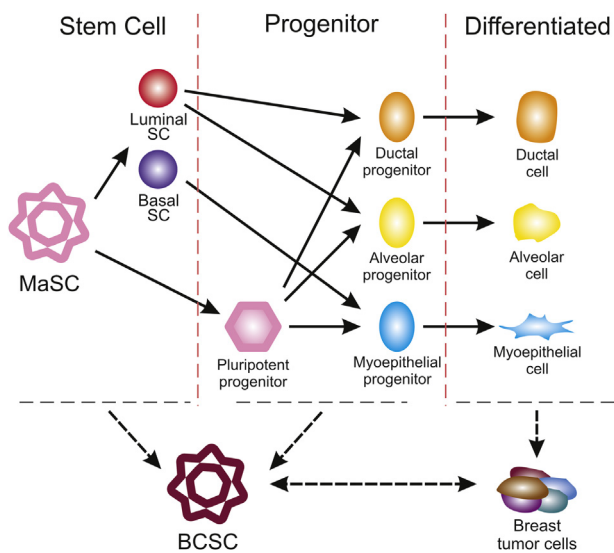 Stem Cell
Progenitor
Differentiated
Luminal
SC
Basal
SC
MaSC
Pluripotent
progenitor
Ductal
progenitor
Alveolar
progenitor
Myoepithelial
progenitor
Ductal
cell
Alveolar
cell
Myoepithelial
cell
BCSC
Breast
tumor cells